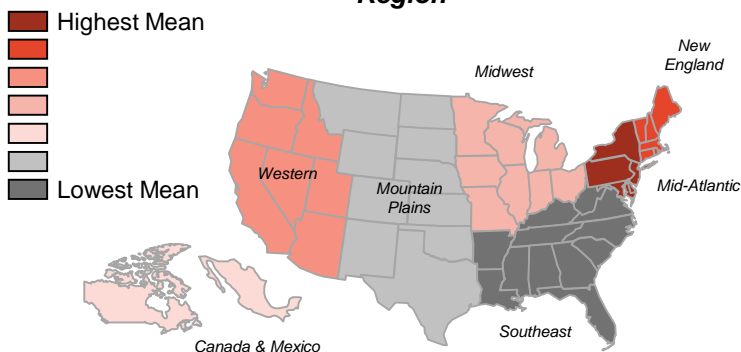 Region
Highest Mean
New
England
Midwest
Western
Mountain
Plains
Mid-Atlantic
Lowest Mean
Southeast
Canada & Mexico